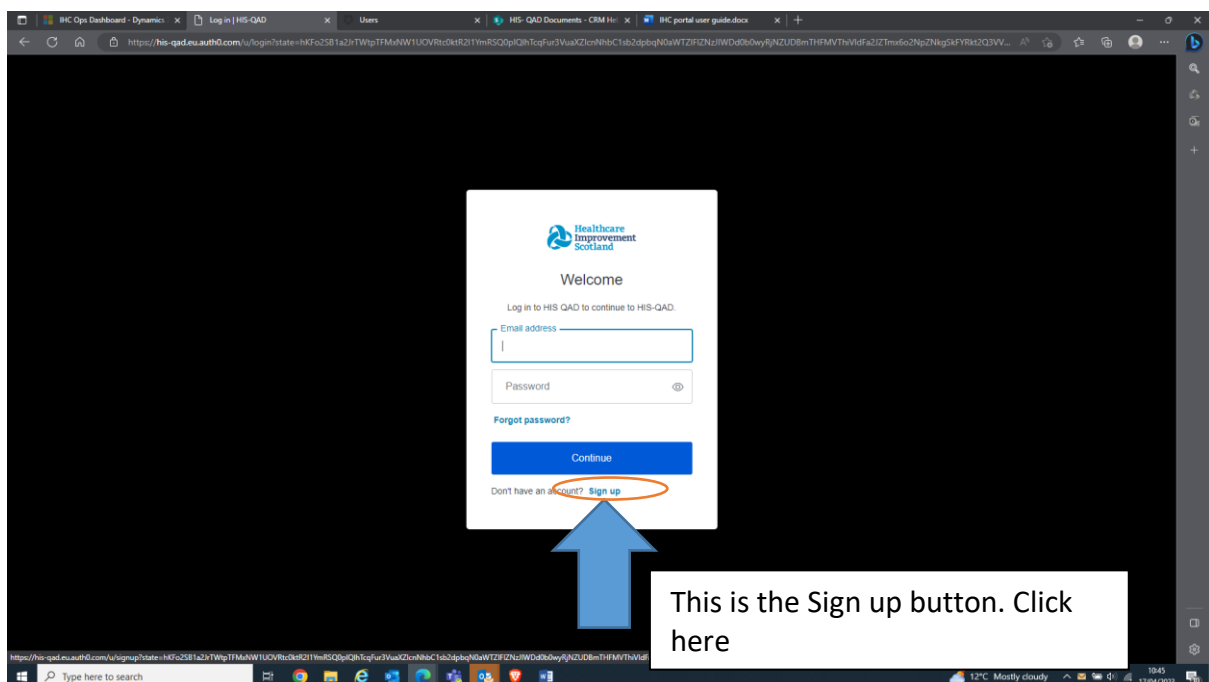 IHC Ops Dashboard - Dynamics
Log in | HIS-QAD
Users
HIS- QAD Documents - CRM Hel
IHC portal user guide.docx
Healthcare
Improvement
Scotland
Welcome
Log in to HIS QAD to continue to HIS-QAD.
Email address
Password
Forgot password?
Continue
Don't have an account? Sign up
This is the Sign up button. Click
here
Type here to search
12°C Mostly cloudy
10:45